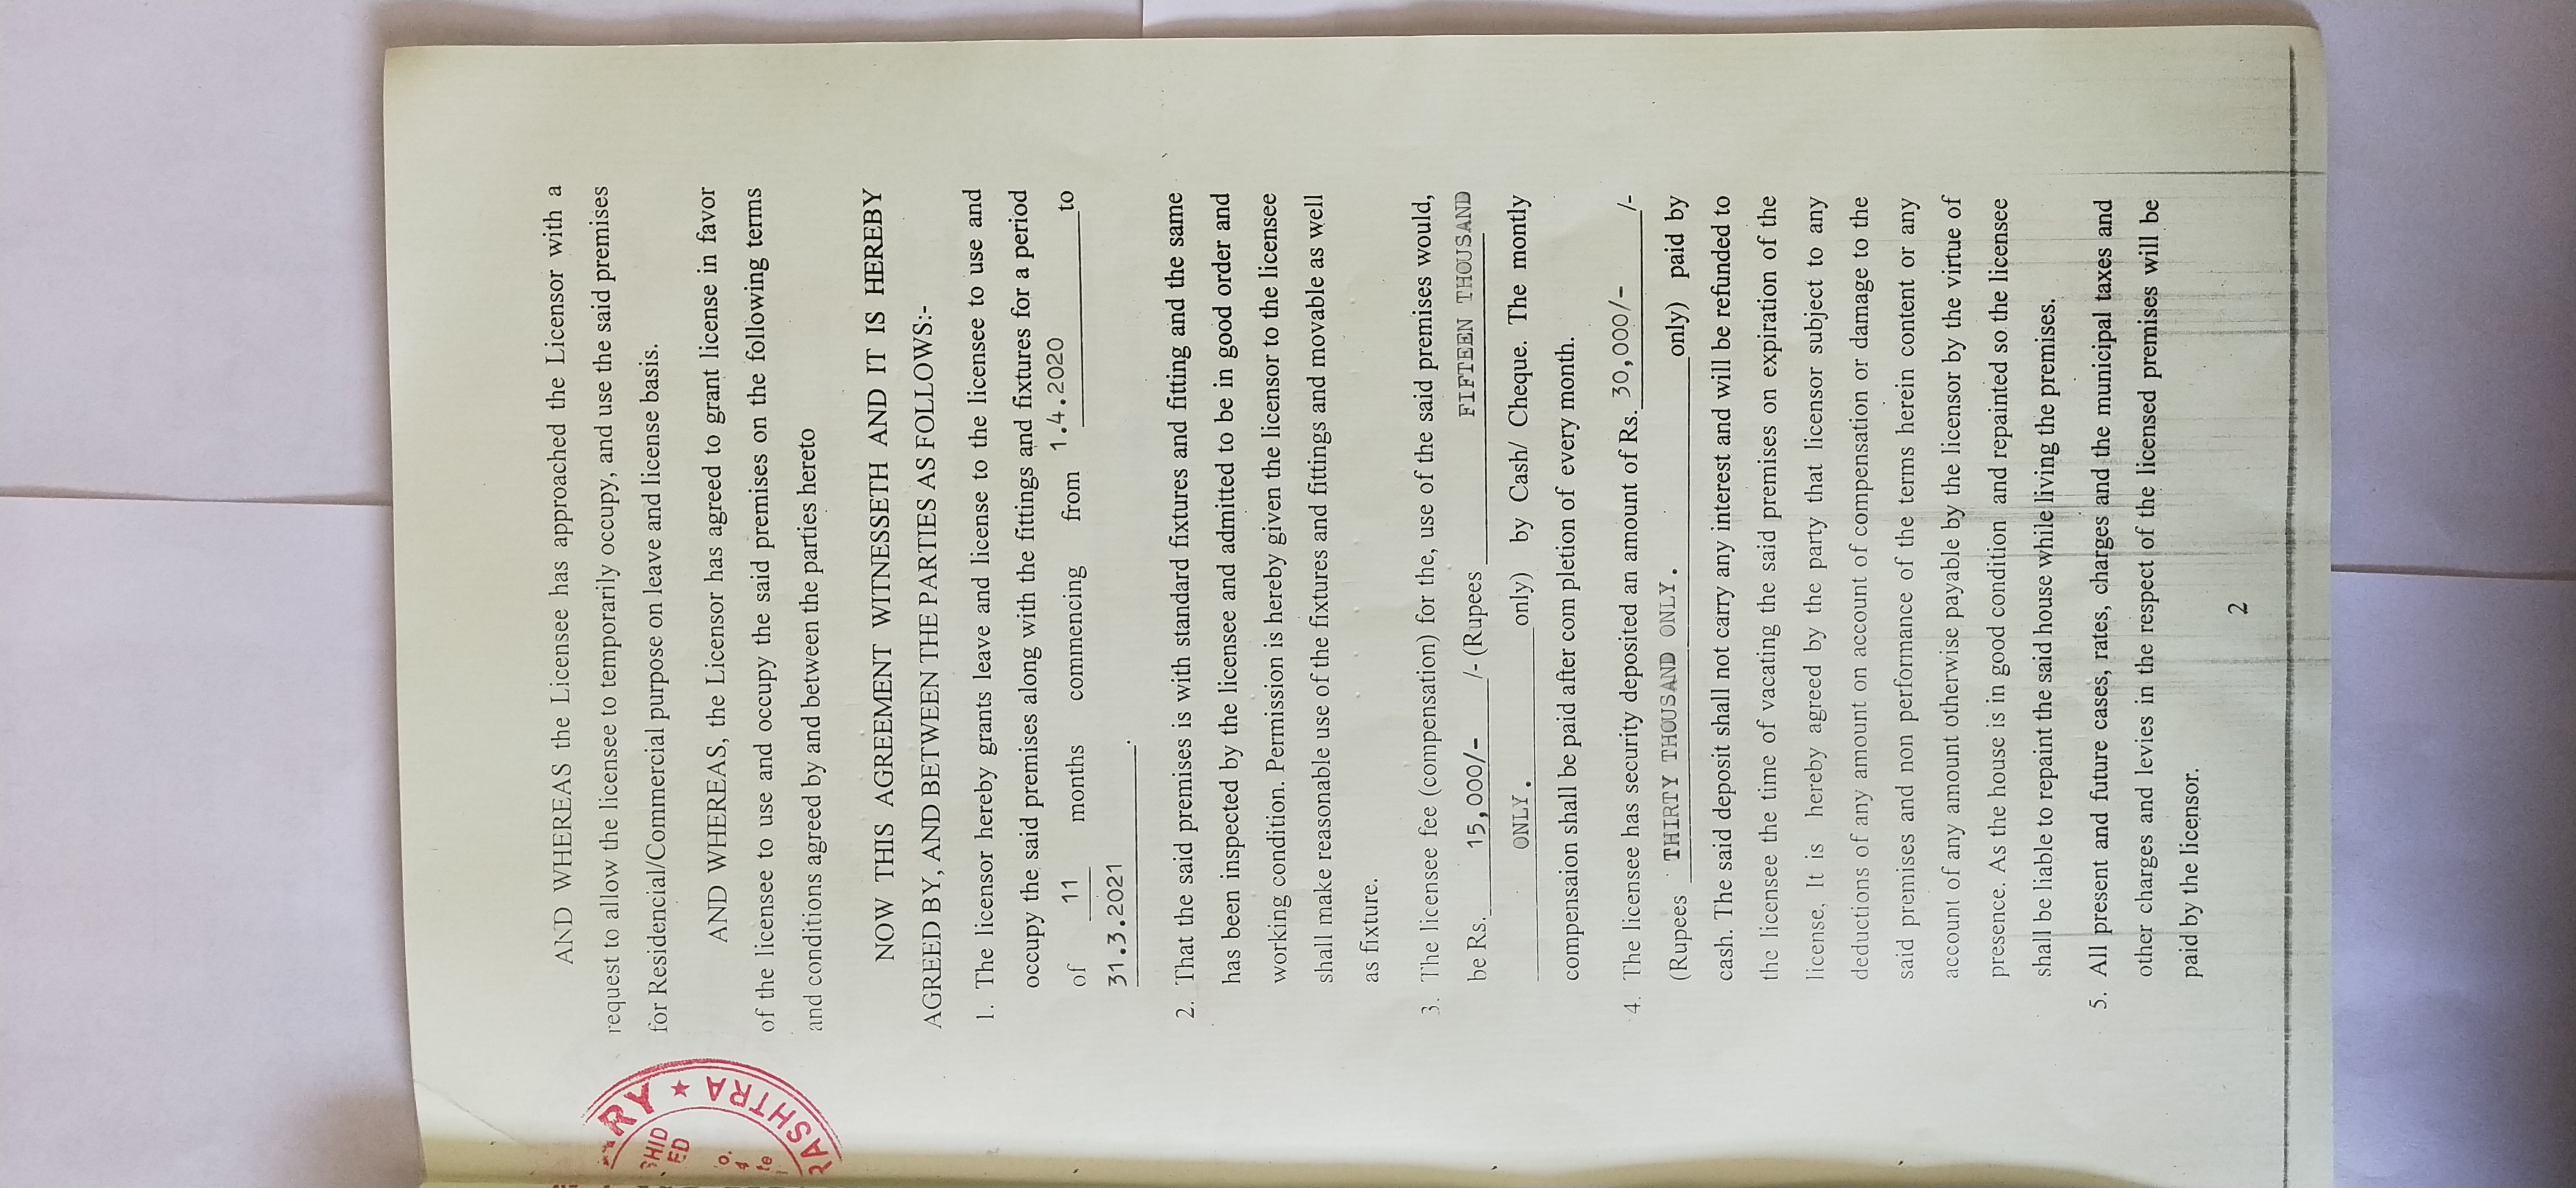 AND WHEREAS the Licensee has approached the Licensor with a
request to allow the licensee to temporarily occupy, and use the said premises
for Residencial/Commercial purpose on leave and license basis.
AND WHEREAS, the Licensor has agreed to grant license in favor
of the licensee to use and occupy the said premises on the following terms
and conditions agreed by and between the parties hereto
NOW THIS AGREEMENT WITNESSETH AND IT IS HEREBY
AGREED BY, AND BETWEEN THE PARTIES AS FOLLOWS:-
1. The licensor hereby grants leave and license to the licensee to use and
occupy the said premises along with the fittings and fixtures for a period
of 11 months commencing from 1.4.2020 to
31.3.2021.
2. That the said premises is with standard fixtures and fitting and the same
has been inspected by the licensee and admitted to be in good order and
working condition. Permission is hereby given the licensor to the licensee
shall make reasonable use of the fixtures and fittings and movable as well
as fixture.
3. The licensee fee (compensation) for the, use of the said premises would,
be Rs. 15,000/- /- (Rupees FIFTEEN THOUSAND
ONLY. only) by Cash/ Cheque. The montly
compensaion shall be paid after com pletion of every month.
4. The licensee has security deposited an amount of Rs. 30,000/- /-
(Rupees THIRTY THOUSAND ONLY. only) paid by
cash. The said deposit shall not carry any interest and will be refunded to
the licensee the time of vacating the said premises on expiration of the
license, It is hereby agreed by the party that licensor subject to any
deductions of any amount on account of compensation or damage to the
said premises and non performance of the terms herein content or any
account of any amount otherwise payable by the licensor by the virtue of
presence. As the house is in good condition and repainted so the licensee
shall be liable to repaint the said house while living the premises.
5. All present and future cases, rates, charges and the municipal taxes and
other charges and levies in the respect of the licensed premises will be
paid by the licensor.
2